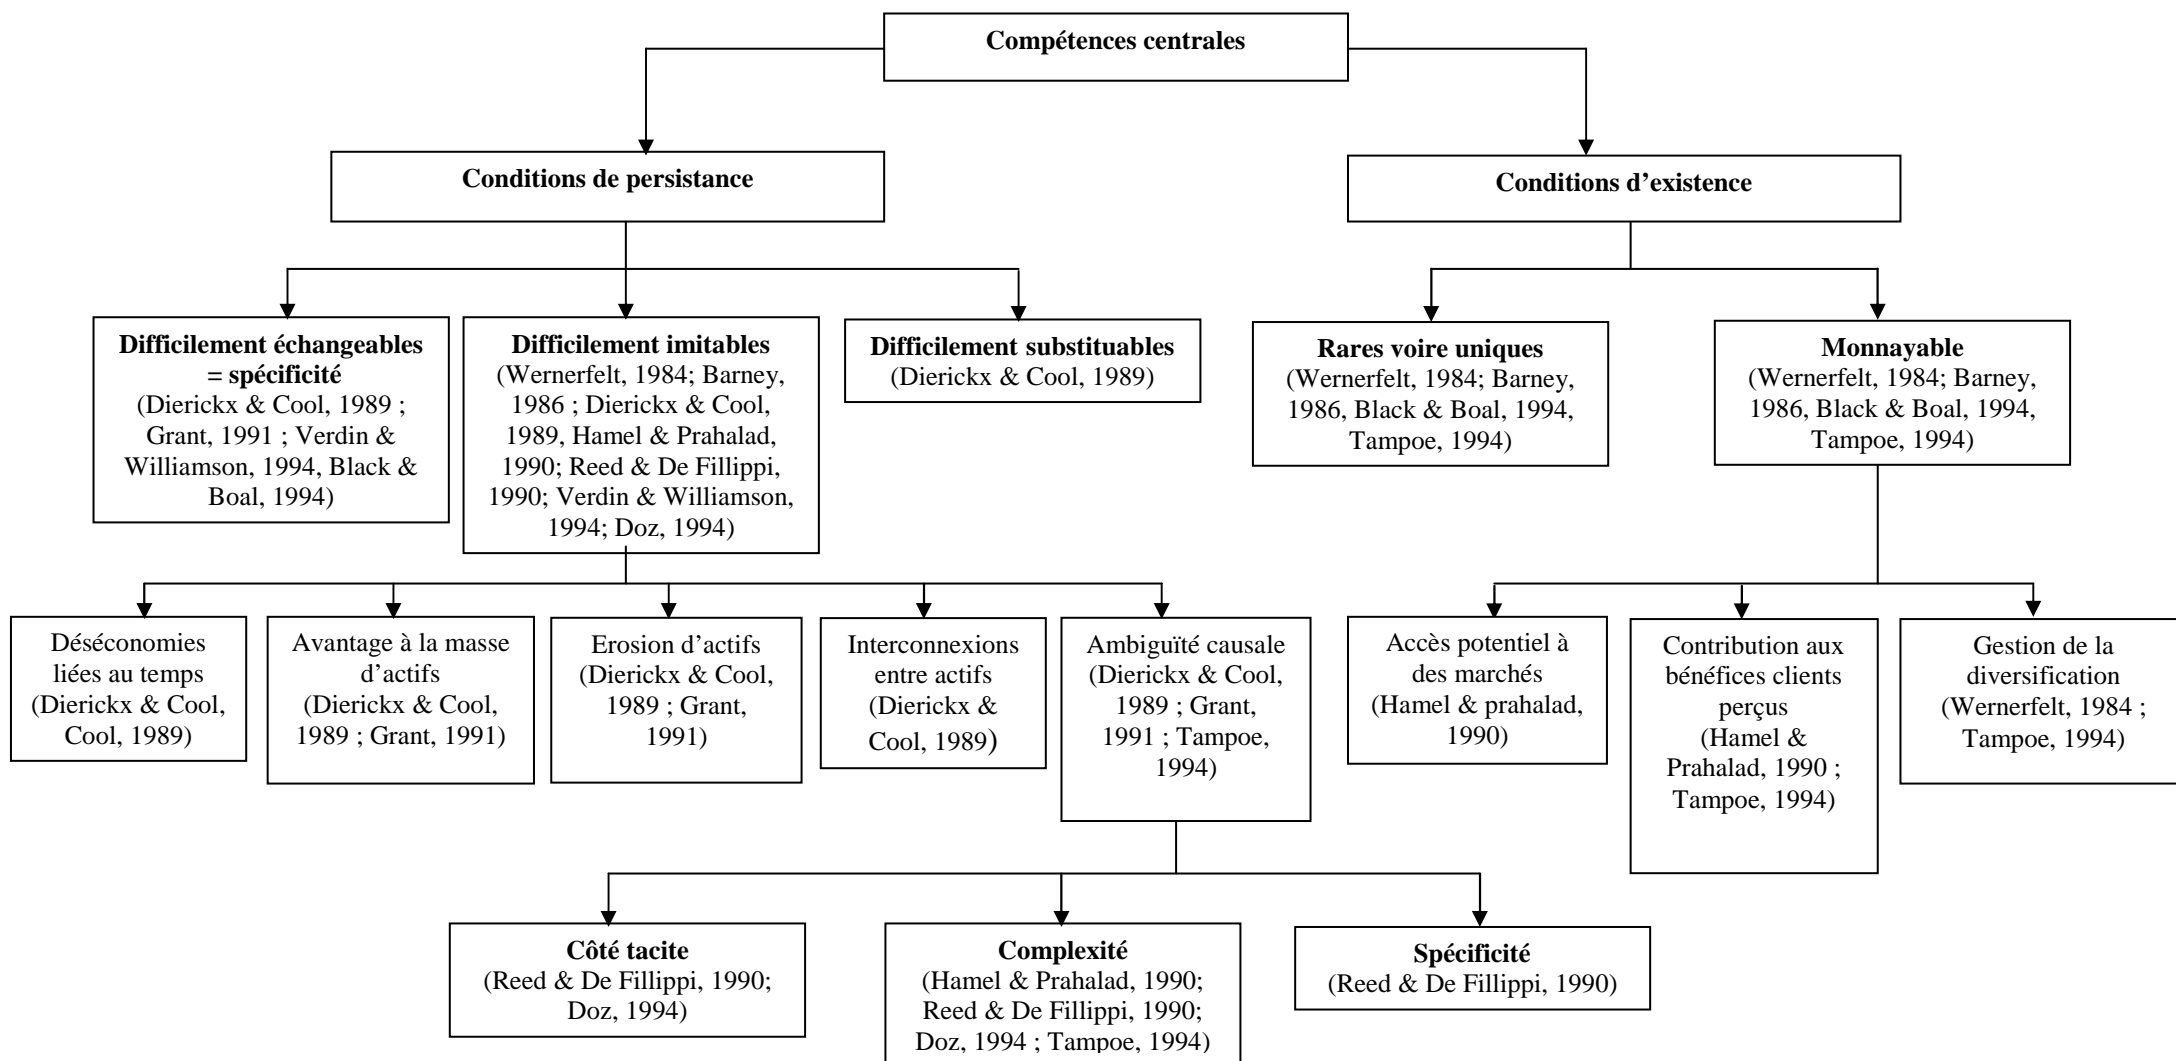 Compétences centrales
Conditions de persistance
Conditions d’existence
Difficilement échangeables
= spécificité
(Dierickx & Cool, 1989 ;
Grant, 1991 ; Verdin &
Williamson, 1994, Black &
Boal, 1994)
Difficilement imitables
(Wernerfelt, 1984; Barney,
1986 ; Dierickx & Cool,
1989, Hamel & Prahalad,
1990; Reed & De Fillippi,
1990; Verdin & Williamson,
1994; Doz, 1994)
Difficilement substituables
(Dierickx & Cool, 1989)
Rares voire uniques
(Wernerfelt, 1984; Barney,
1986, Black & Boal, 1994,
Tampoe, 1994)
Monnayable
(Wernerfelt, 1984; Barney,
1986, Black & Boal, 1994,
Tampoe, 1994)
Déséconomies
liées au temps
(Dierickx & Cool,
Cool, 1989)
Avantage à la masse
d’actifs
(Dierickx & Cool,
1989 ; Grant, 1991)
Erosion d’actifs
(Dierickx & Cool,
1989 ; Grant,
1991)
Interconnexions
entre actifs
(Dierickx &
Cool, 1989)
Ambiguïté causale
(Dierickx & Cool,
1989 ; Grant,
1991 ; Tampoe,
1994)
Accès potentiel à
des marchés
(Hamel & prahalad,
1990)
Contribution aux
bénéfices clients
perçus
(Hamel &
Prahalad, 1990 ;
Tampoe, 1994)
Gestion de la
diversification
(Wernerfelt, 1984 ;
Tampoe, 1994)
Côté tacite
(Reed & De Fillippi, 1990;
Doz, 1994)
Complexité
(Hamel & Prahalad, 1990;
Reed & De Fillippi, 1990;
Doz, 1994 ; Tampoe, 1994)
Spécificité
(Reed & De Fillippi, 1990)